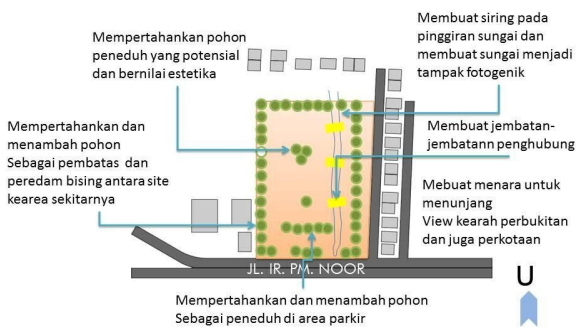 Mempertahankan pohon
peneduh yang potensial
dan bernilai estetika
Membuat siring pada
pinggiran sungai dan
membuat sungai menjadi
tampak fotogenik
Mempertahankan dan
menambah pohon
Sebagai pembatas dan
peredam bising antara site
kearea sekitarnya
Membuat jembatan-
jembatann penghubung
Mebuat menara untuk
menunjang
View kearah perbukitan
dan juga perkotaan
JL. IR. PM. NOOR
U
Mempertahankan dan menambah pohon
Sebagai peneduh di area parkir